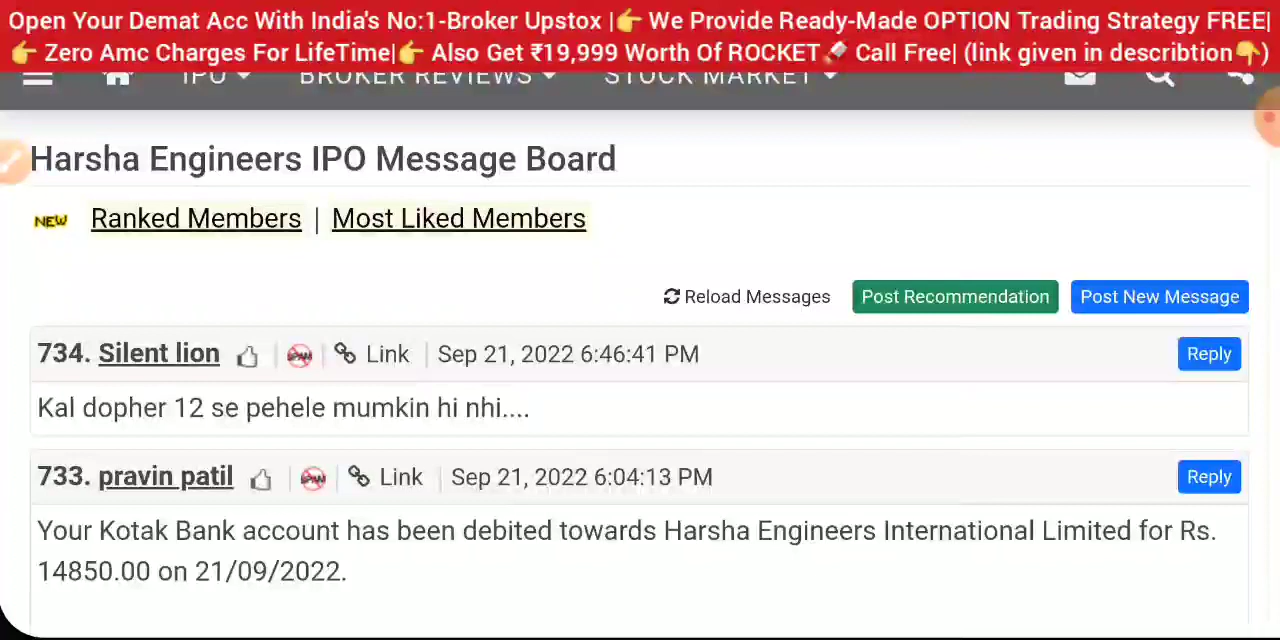 Open Your Demat Acc With India's No:1-Broker Upstox |👉 We Provide Ready-Made OPTION Trading Strategy FREE|
👉 Zero Amc Charges For LifeTime|👉 Also Get ₹19,999 Worth Of ROCKET🚀 Call Free| (link given in describtion👇)
IPO BROKER REVIEWS STOCK MARKET
Harsha Engineers IPO Message Board
NEW Ranked Members | Most Liked Members
Reload Messages Post Recommendation Post New Message
734. Silent lion Link Sep 21, 2022 6:46:41 PM Reply
Kal dopher 12 se pehele mumkin hi nhi....
733. pravin patil Link Sep 21, 2022 6:04:13 PM Reply
Your Kotak Bank account has been debited towards Harsha Engineers International Limited for Rs.
14850.00 on 21/09/2022.